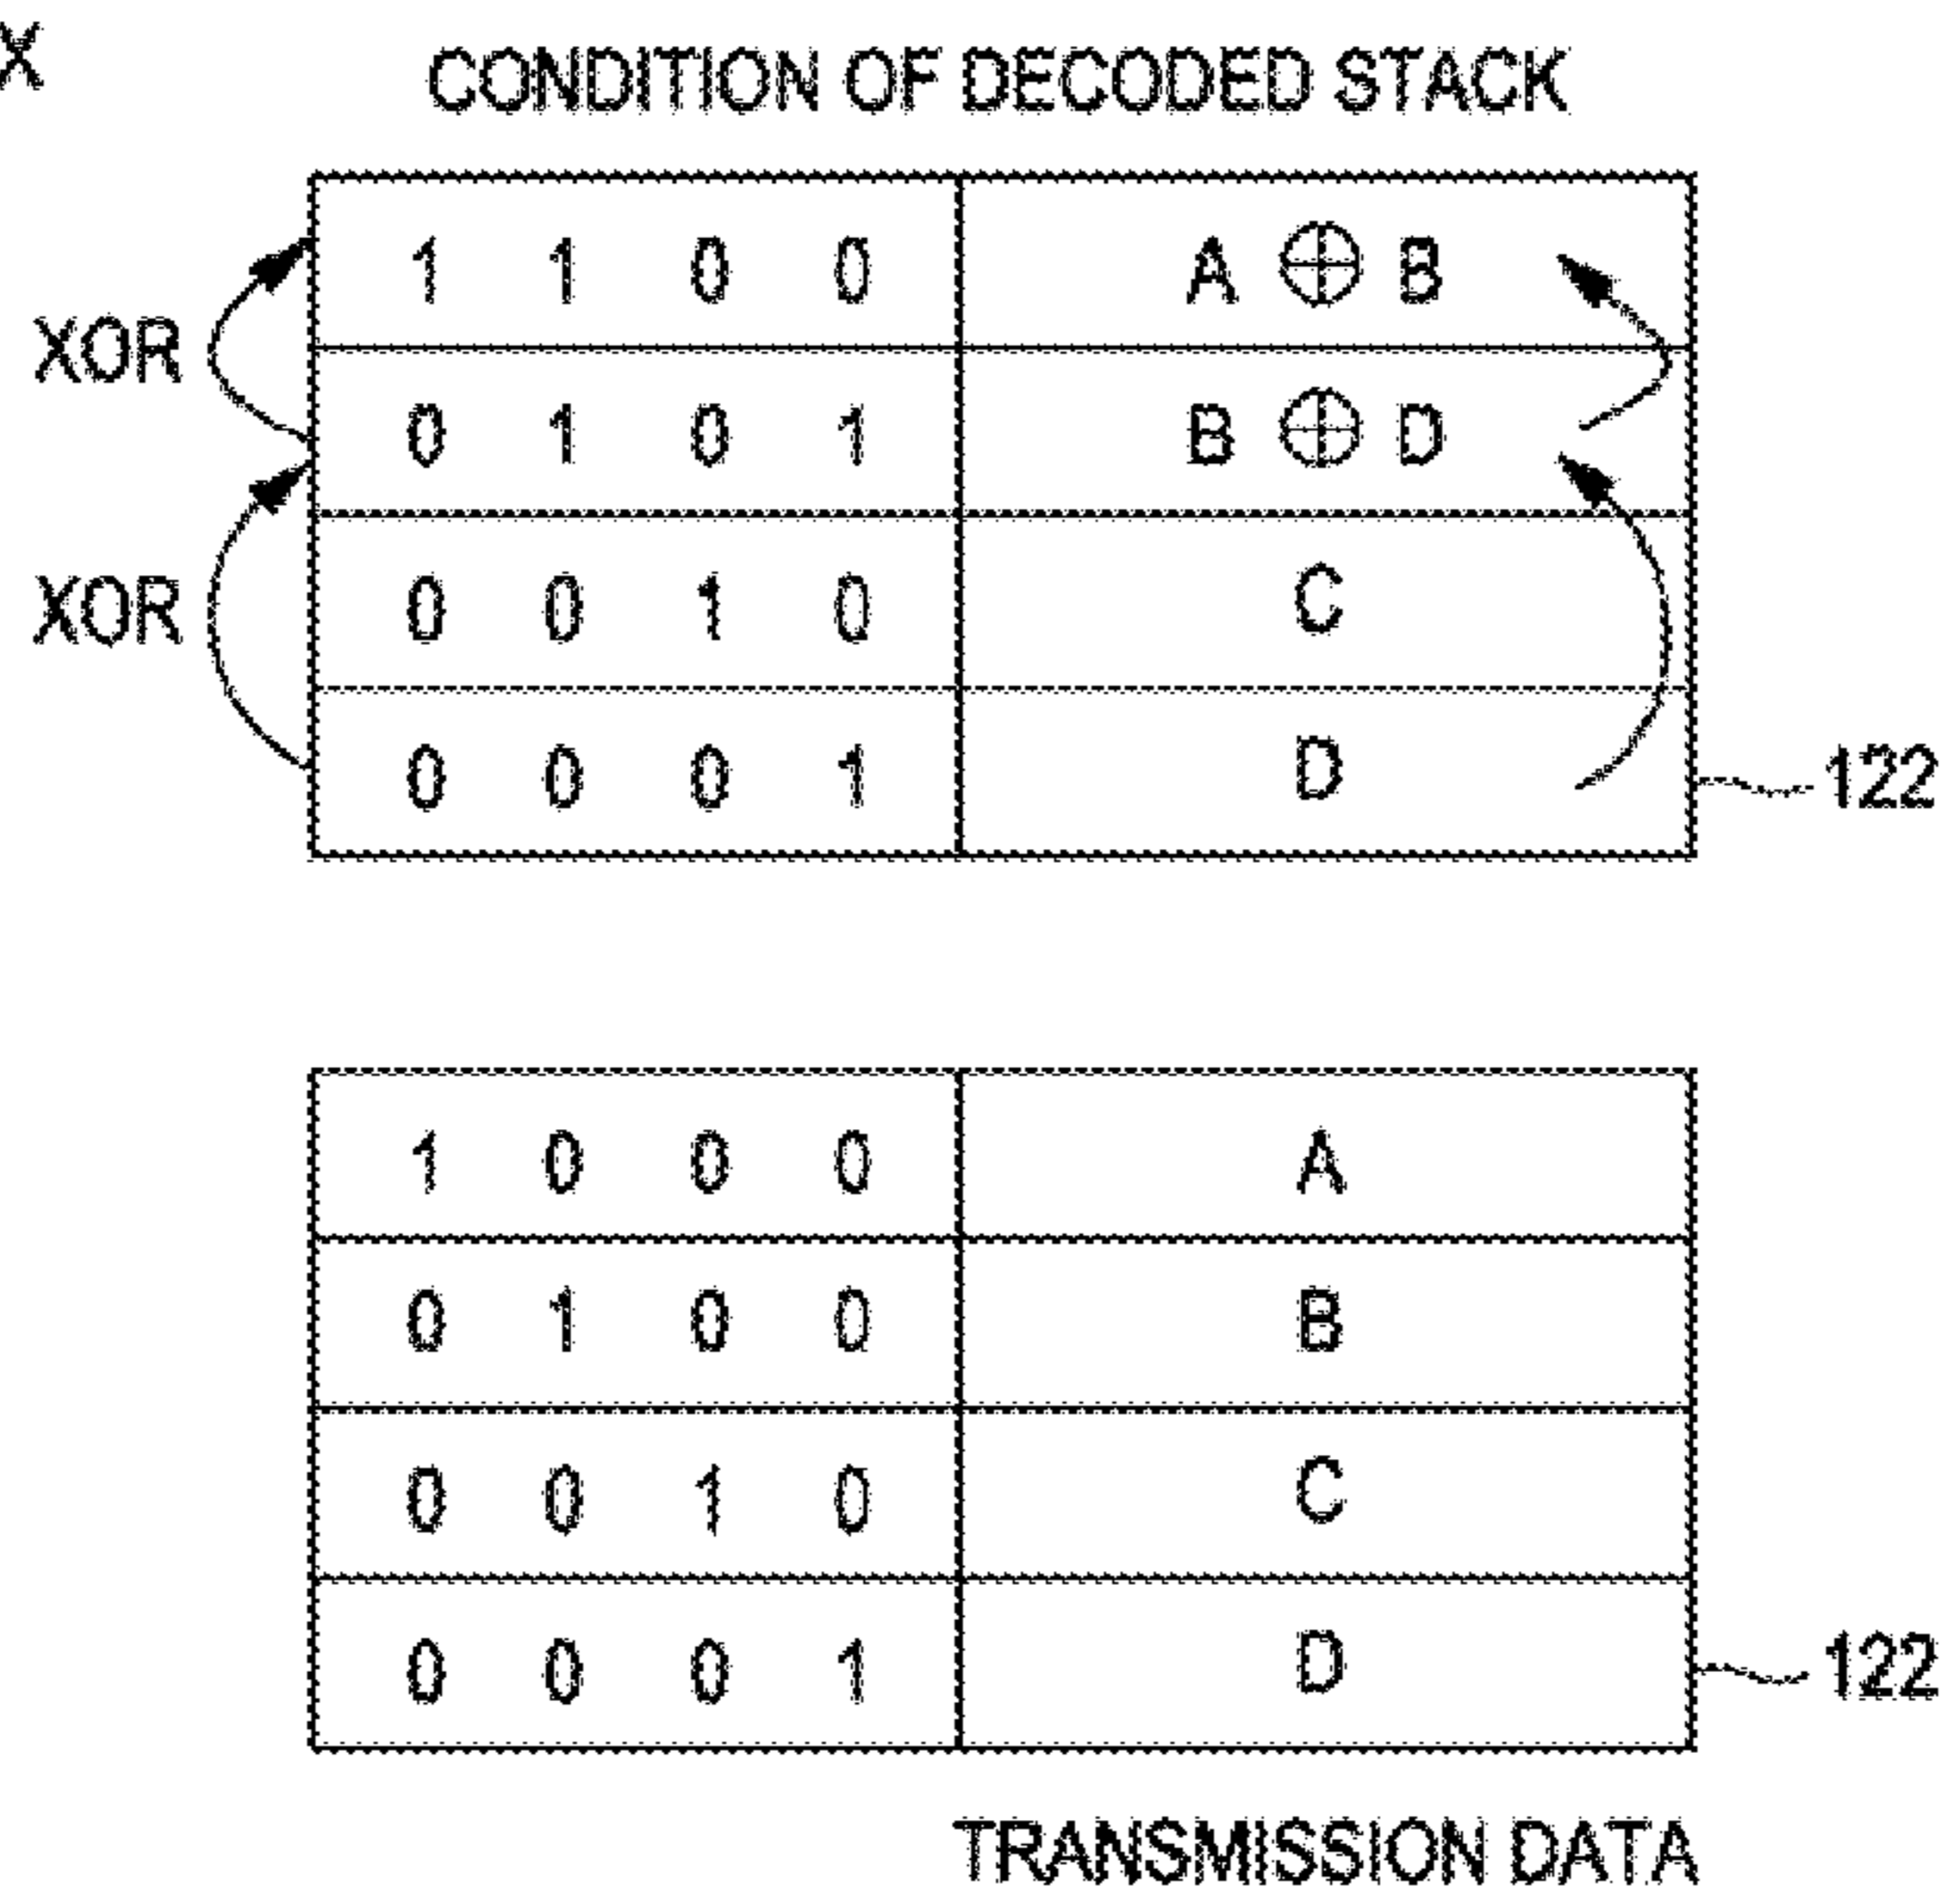 X
CONDITION OF DECODED STACK
1 1 0 0 A ⊕ B
XOR
0 1 0 1 B ⊕ D
XOR
0 0 1 0 C
0 0 0 1 D
122
1 0 0 0 A
0 1 0 0 B
0 0 1 0 C
0 0 0 1 D
122
TRANSMISSION DATA